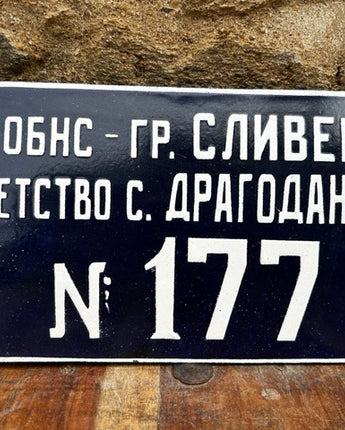 ОБНС - ГР. СЛИВЕ
ЕТСТВО С. ДРАГОДАН
№ 177